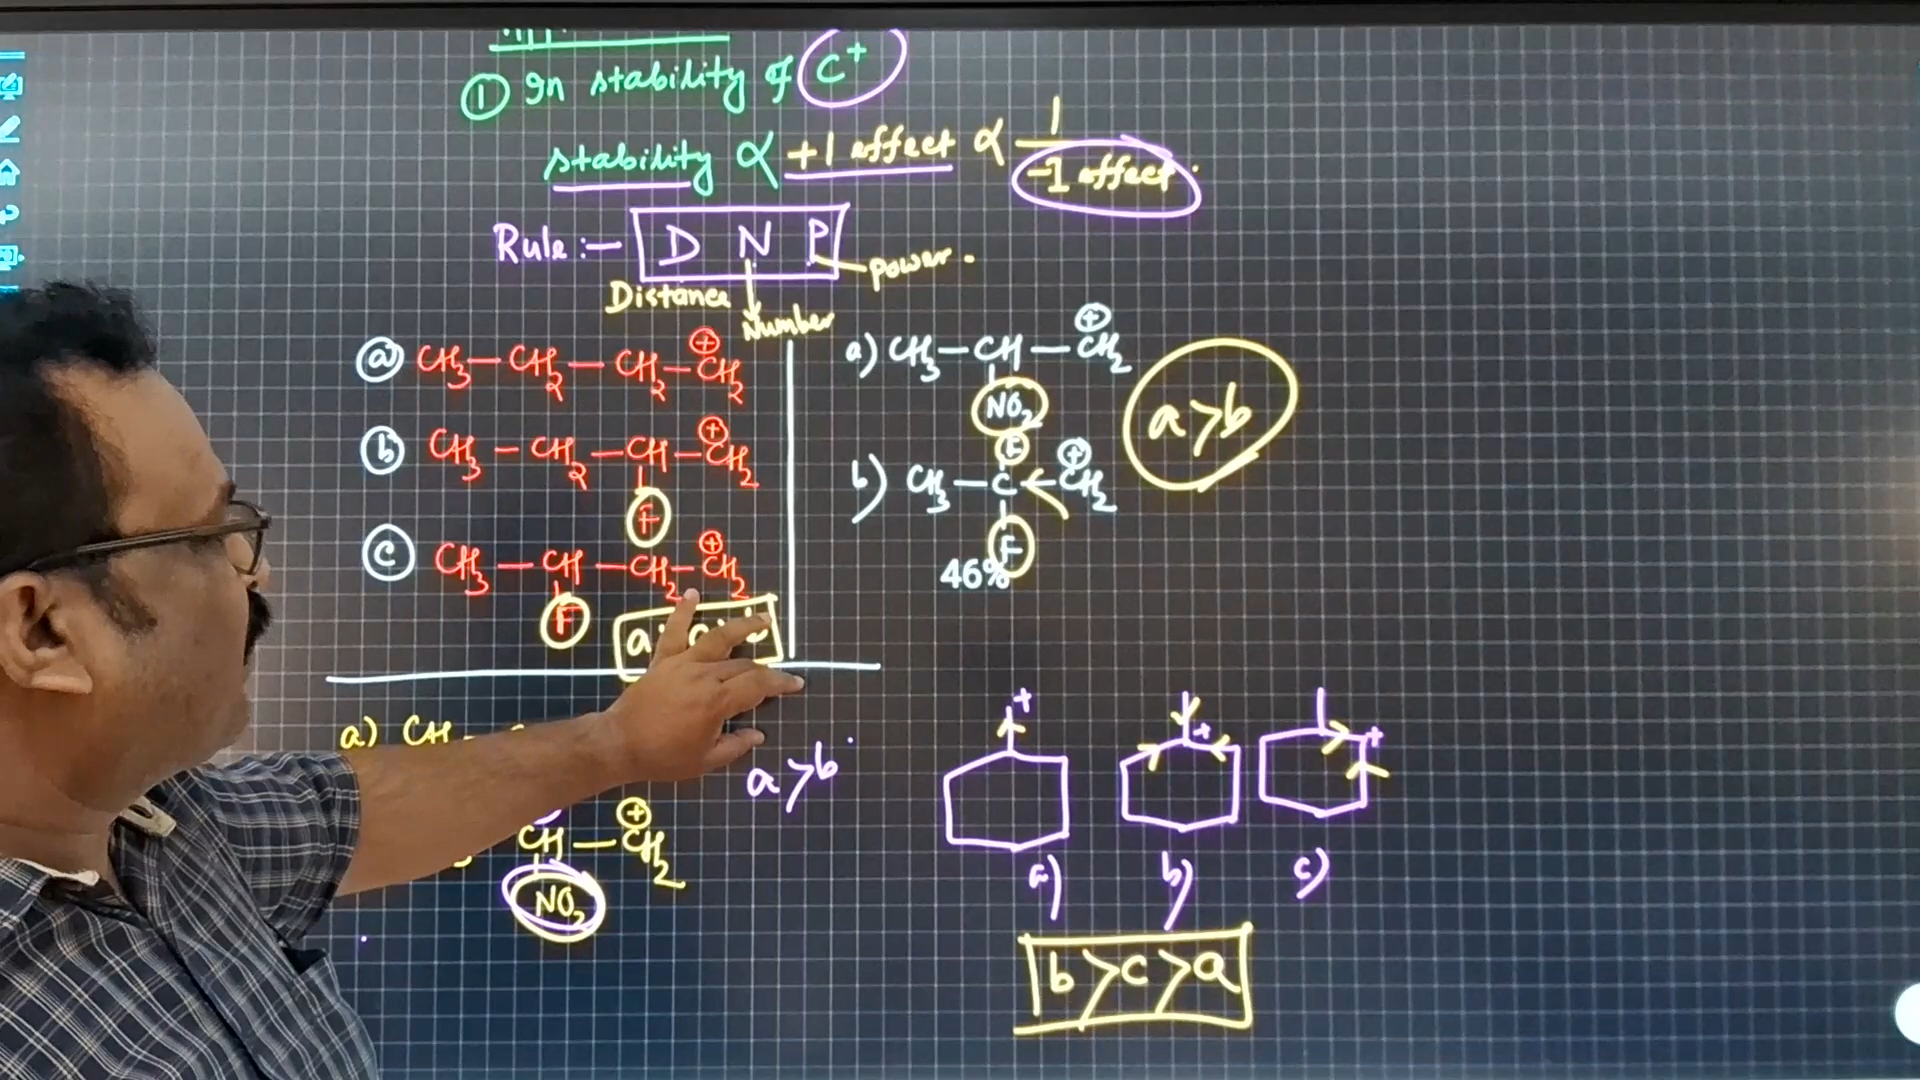 ① In stability of C⁺
stability ∝ +I effect ∝ 1/-I effect.
Rule:— D N P
Distance
Number
power.
ⓐ CH₃—CH₂—CH₂—CH₂⊕
ⓑ CH₃—CH₂—CH—CH₂⊕
F
ⓒ CH₃—CH—CH₂—CH₂⊕
F
a
a) CH₃—CH—CH₂⊕
NO₂
F
b) CH₃—C—CH₂⊕
F
46%
a>b
a) CH
a>b
CH—CH₂⊕
NO₂
+ + +
a) b) c)
b>c>a